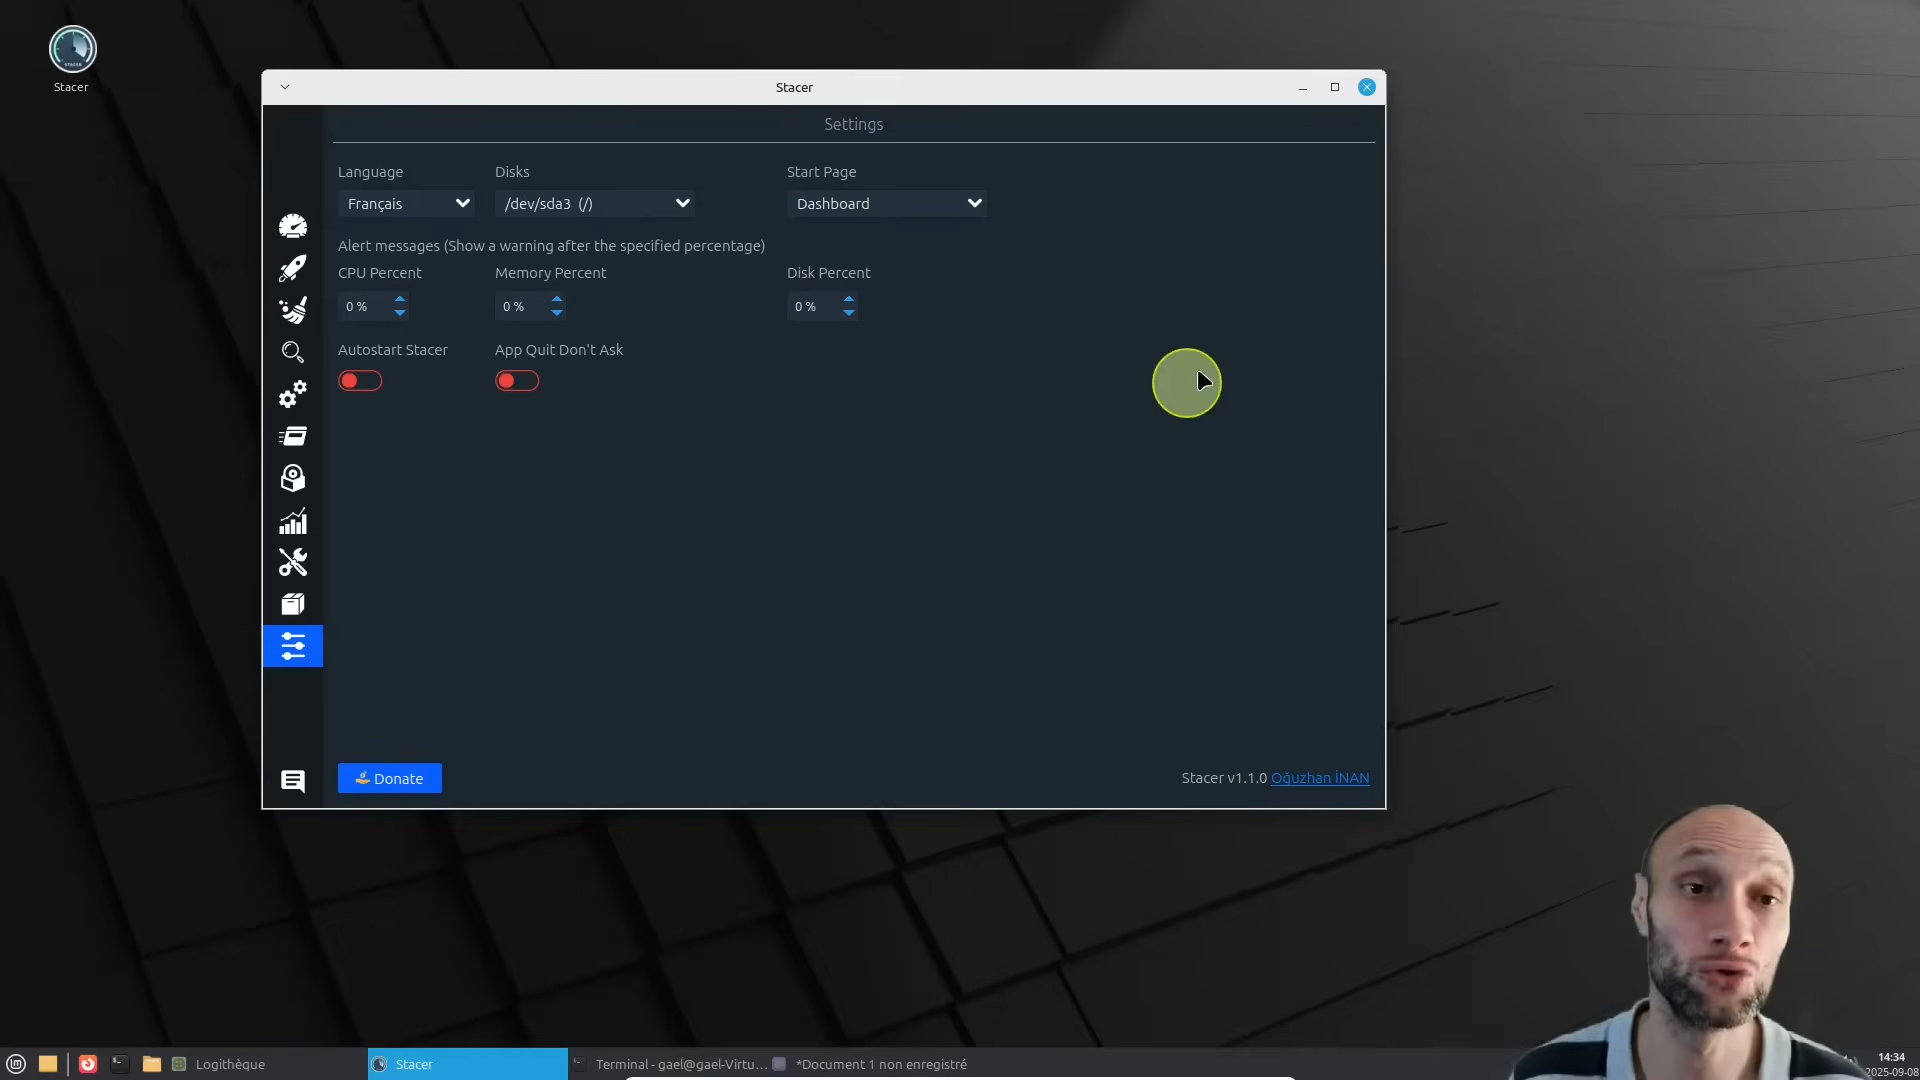 Stacer
Stacer
Settings
Language
Disks
Start Page
Français
/dev/sda3 (/)
Dashboard
Alert messages (Show a warning after the specified percentage)
CPU Percent
Memory Percent
Disk Percent
0 %
0 %
0 %
Autostart Stacer
App Quit Don't Ask
Donate
Stacer v1.1.0 Oğuzhan İNAN
Logithèque
Stacer
Terminal - gael@gael-Virtu...
*Document 1 non enregistré
14:34
2025-09-08